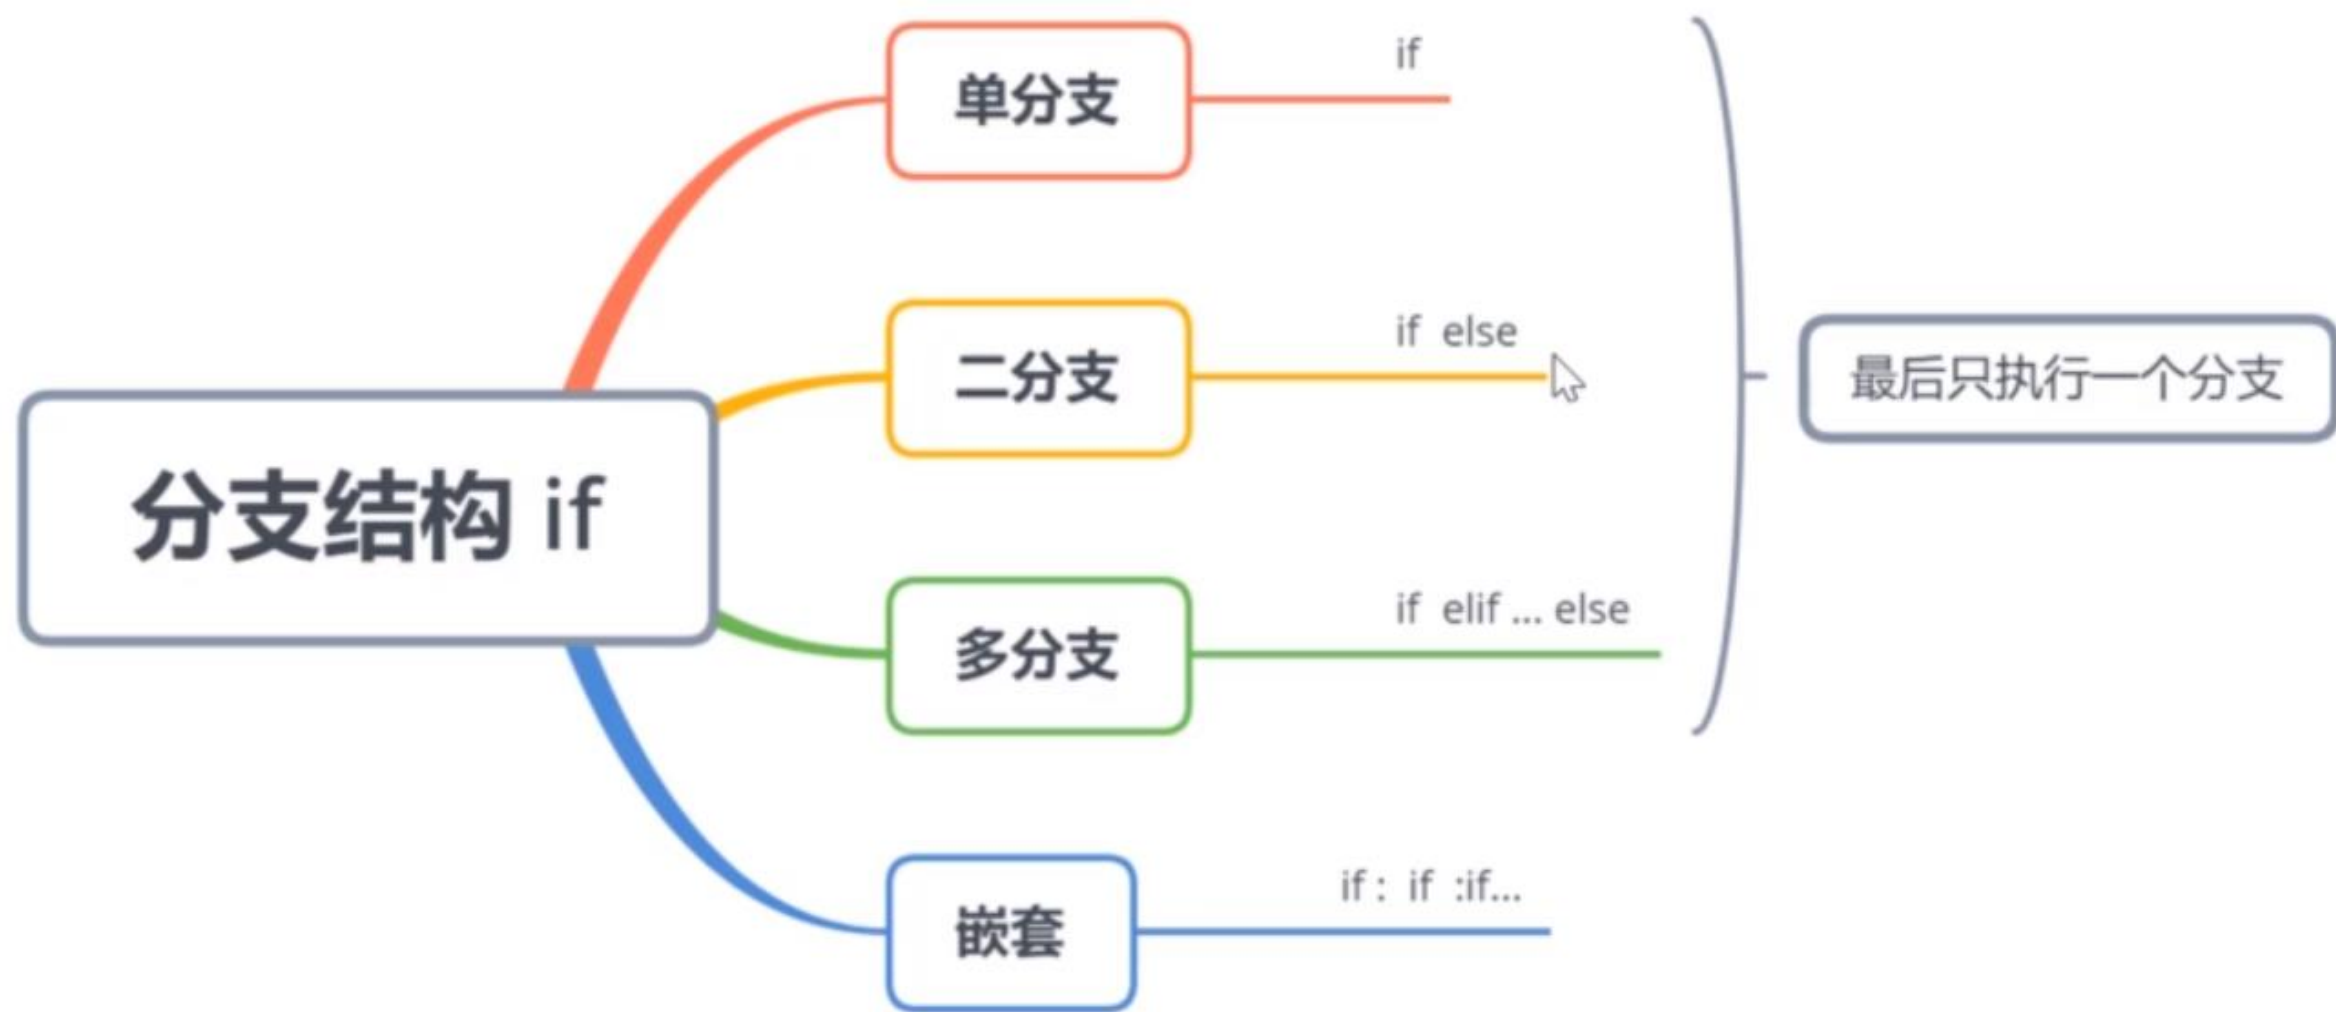 分支结构 if
单分支
if
二分支
if else
多分支
if elif ... else
嵌套
if : if :if...
最后只执行一个分支